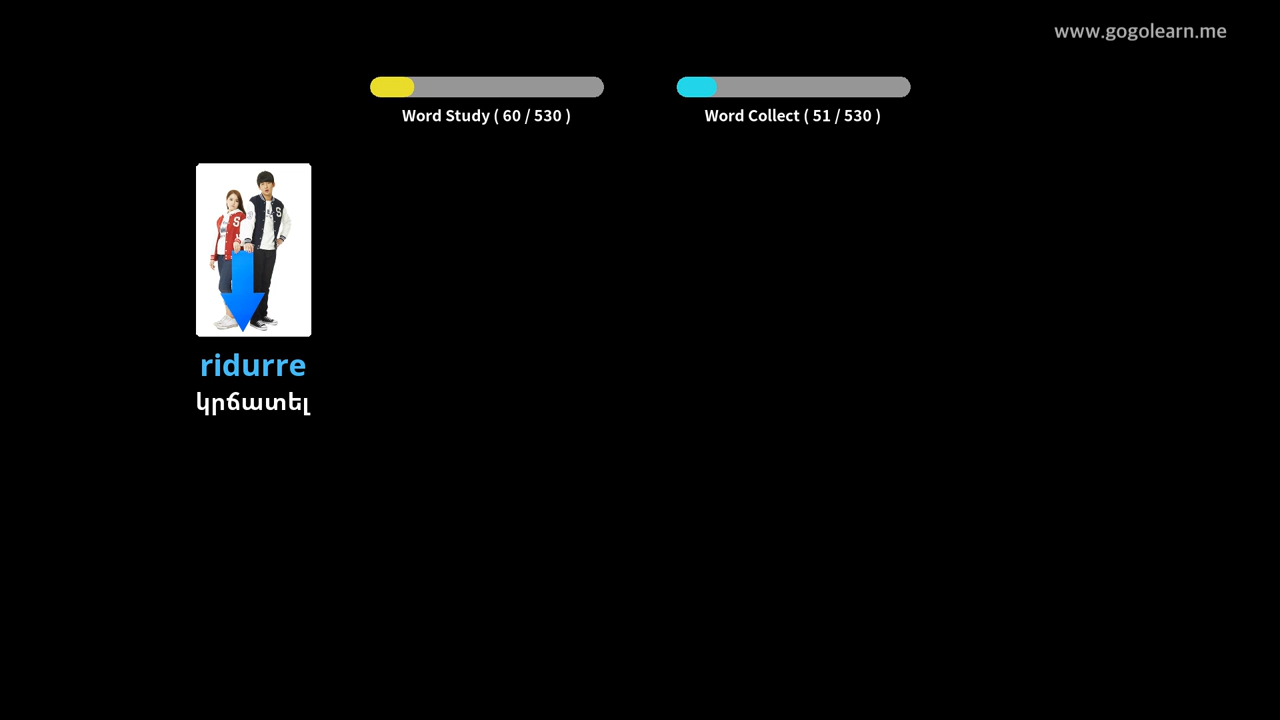 www.gogolearn.me
Word Study ( 60 / 530 )
Word Collect ( 51 / 530 )
S
S
ridurre
կրճատել